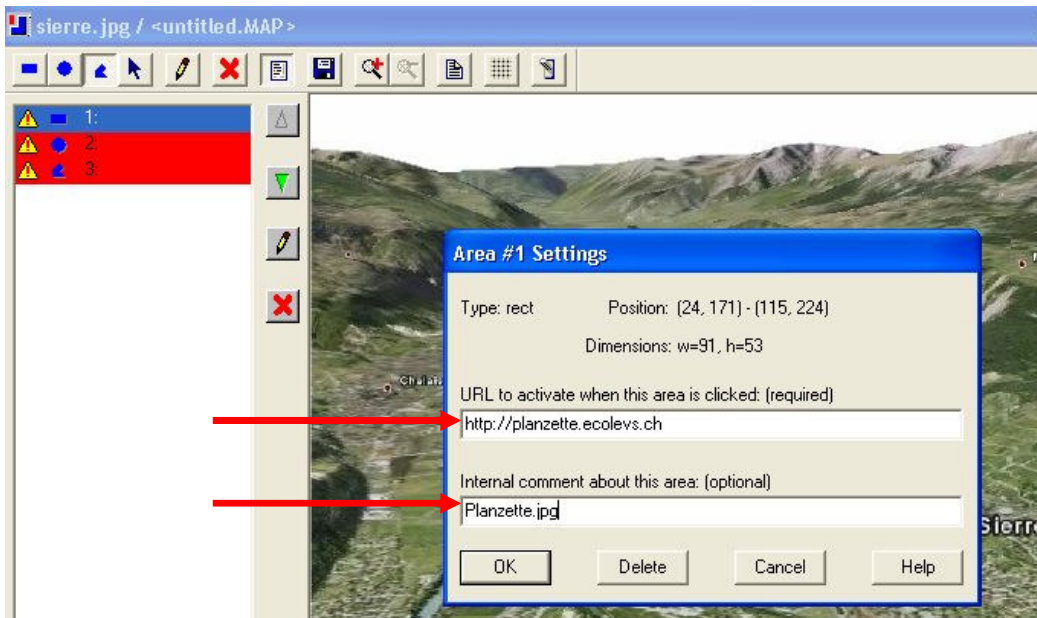 sierre.jpg / <untitled.MAP>
1:
2:
3:
Area #1 Settings
Type: rect Position: (24, 171) - (115, 224)
Dimensions: w=91, h=53
URL to activate when this area is clicked: (required)
http://planzette.ecolevs.ch
Internal comment about this area: (optional)
Planzette.jpg
OK Delete Cancel Help
Sierre